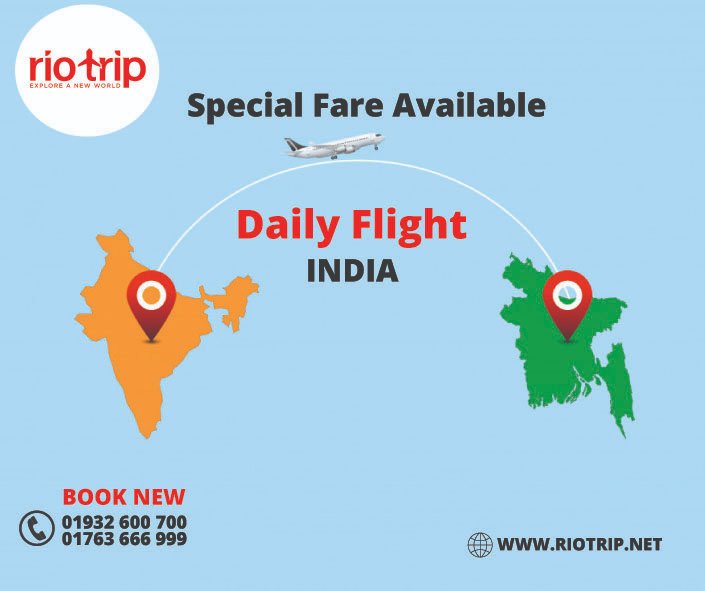 riotrip
EXPLORE A NEW WORLD
Special Fare Available
Daily Flight
INDIA
BOOK NEW
01932 600 700
01763 666 999
WWW.RIOTRIP.NET